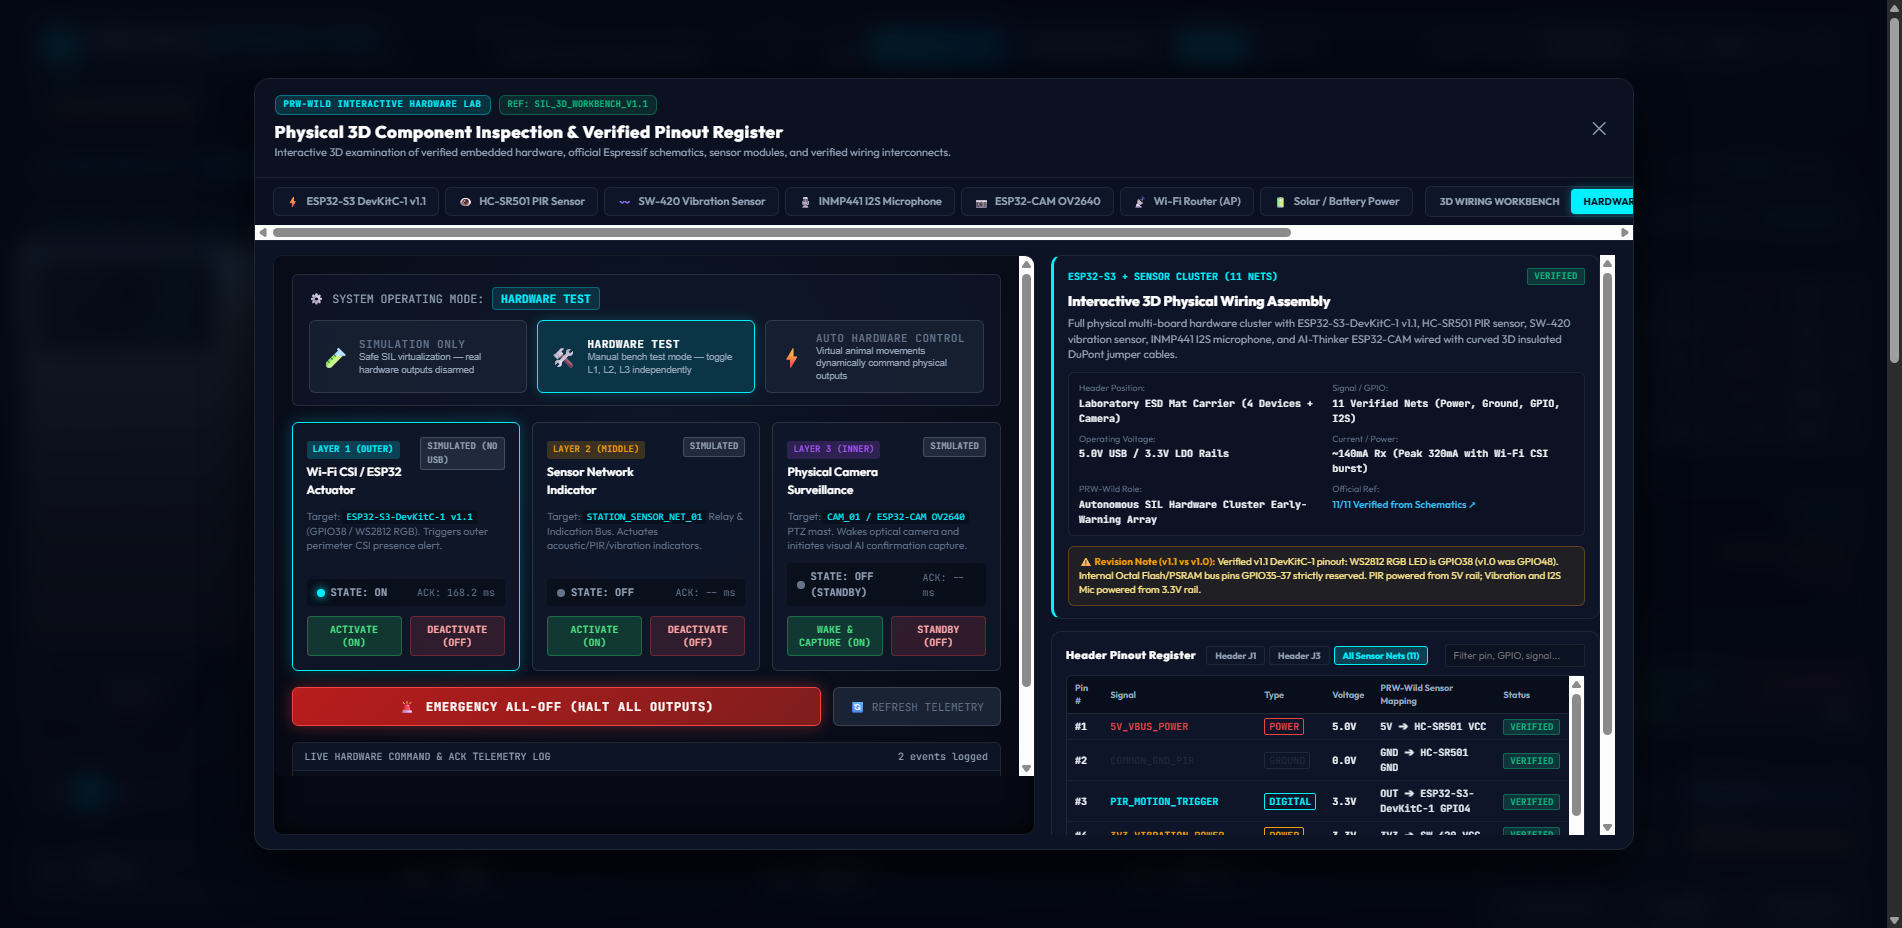 PRW-WILD INTERACTIVE HARDWARE LAB
REF: SIL_3D_WORKBENCH_V1.1
Physical 3D Component Inspection & Verified Pinout Register
Interactive 3D examination of verified embedded hardware, official Espressif schematics, sensor modules, and verified wiring interconnects.
ESP32-S3 DevKitC-1 v1.1
HC-SR501 PIR Sensor
SW-420 Vibration Sensor
INMP441 I2S Microphone
ESP32-CAM OV2640
Wi-Fi Router (AP)
Solar / Battery Power
3D WIRING WORKBENCH
HARDWAR
SYSTEM OPERATING MODE: HARDWARE TEST
SIMULATION ONLY
Safe SIL virtualization — real
hardware outputs disarmed
HARDWARE TEST
Manual bench test mode — toggle
L1, L2, L3 independently
AUTO HARDWARE CONTROL
Virtual animal movements
dynamically command physical
outputs
LAYER 1 (OUTER)
SIMULATED (NO
USB)
Wi-Fi CSI / ESP32
Actuator
Target: ESP32-S3-DevKitC-1 v1.1
(GPIO38 / WS2812 RGB). Triggers outer
perimeter CSI presence alert.
STATE: ON
ACK: 168.2 ms
ACTIVATE
(ON)
DEACTIVATE
(OFF)
LAYER 2 (MIDDLE)
SIMULATED
Sensor Network
Indicator
Target: STATION_SENSOR_NET_01 Relay &
Indication Bus. Actuates
acoustic/PIR/vibration indicators.
STATE: OFF
ACK: -- ms
ACTIVATE
(ON)
DEACTIVATE
(OFF)
LAYER 3 (INNER)
SIMULATED
Physical Camera
Surveillance
Target: CAM_01 / ESP32-CAM OV2640
PTZ mast. Wakes optical camera and
initiates visual AI confirmation capture.
STATE: OFF
(STANDBY)
ACK: --
ms
WAKE &
CAPTURE (ON)
STANDBY
(OFF)
EMERGENCY ALL-OFF (HALT ALL OUTPUTS)
REFRESH TELEMETRY
LIVE HARDWARE COMMAND & ACK TELEMETRY LOG
2 events logged
ESP32-S3 + SENSOR CLUSTER (11 NETS)
VERIFIED
Interactive 3D Physical Wiring Assembly
Full physical multi-board hardware cluster with ESP32-S3-DevKitC-1 v1.1, HC-SR501 PIR sensor, SW-420
vibration sensor, INMP441 I2S microphone, and AI-Thinker ESP32-CAM wired with curved 3D insulated
DuPont jumper cables.
Header Position:
Laboratory ESD Mat Carrier (4 Devices +
Camera)
Signal / GPIO:
11 Verified Nets (Power, Ground, GPIO,
I2S)
Operating Voltage:
5.0V USB / 3.3V LDO Rails
Current / Power:
~140mA Rx (Peak 320mA with Wi-Fi CSI
burst)
PRW-Wild Role:
Autonomous SIL Hardware Cluster Early-
Warning Array
Official Ref:
11/11 Verified from Schematics ↗
⚠ Revision Note (v1.1 vs v1.0): Verified v1.1 DevKitC-1 pinout: WS2812 RGB LED is GPIO38 (v1.0 was GPIO48).
Internal Octal Flash/PSRAM bus pins GPIO35-37 strictly reserved. PIR powered from 5V rail; Vibration and I2S
Mic powered from 3.3V rail.
Header Pinout Register
Header J1
Header J3
All Sensor Nets (11)
Filter pin, GPIO, signal...
Pin
#
Signal
Type
Voltage
PRW-Wild Sensor
Mapping
Status
#1 5V_VBUS_POWER POWER 5.0V 5V ➔ HC-SR501 VCC VERIFIED
#2 COMMON_GND_PIR GROUND 0.0V GND ➔ HC-SR501
GND VERIFIED
#3 PIR_MOTION_TRIGGER DIGITAL 3.3V OUT ➔ ESP32-S3-
DevKitC-1 GPIO4 VERIFIED
#4 3V3_VIBRATION_POWER POWER 3.3V 3V3 ➔ SW-420 VCC VERIFIED